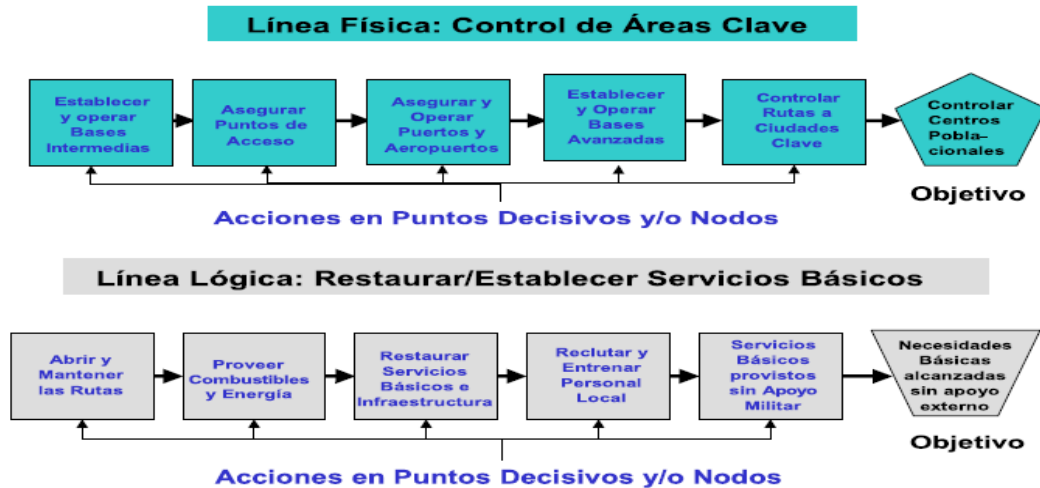 Línea Física: Control de Áreas Clave
Establecer
y operar
Bases
Intermedias
Asegurar
Puntos de
Acceso
Asegurar y
Operar
Puertos y
Aeropuertos
Establecer
y Operar
Bases
Avanzadas
Controlar
Rutas a
Ciudades
Clave
Controlar
Centros
Pobla-
cionales
Objetivo
Acciones en Puntos Decisivos y/o Nodos
Línea Lógica: Restaurar/Establecer Servicios Básicos
Abrir y
Mantener
las Rutas
Proveer
Combustibles
y Energía
Restaurar
Servicios
Básicos e
Infraestructura
Reclutar y
Entrenar
Personal
Local
Servicios
Básicos
provistos
sin Apoyo
Militar
Necesidades
Básicas
alcanzadas
sin apoyo
externo
Objetivo
Acciones en Puntos Decisivos y/o Nodos